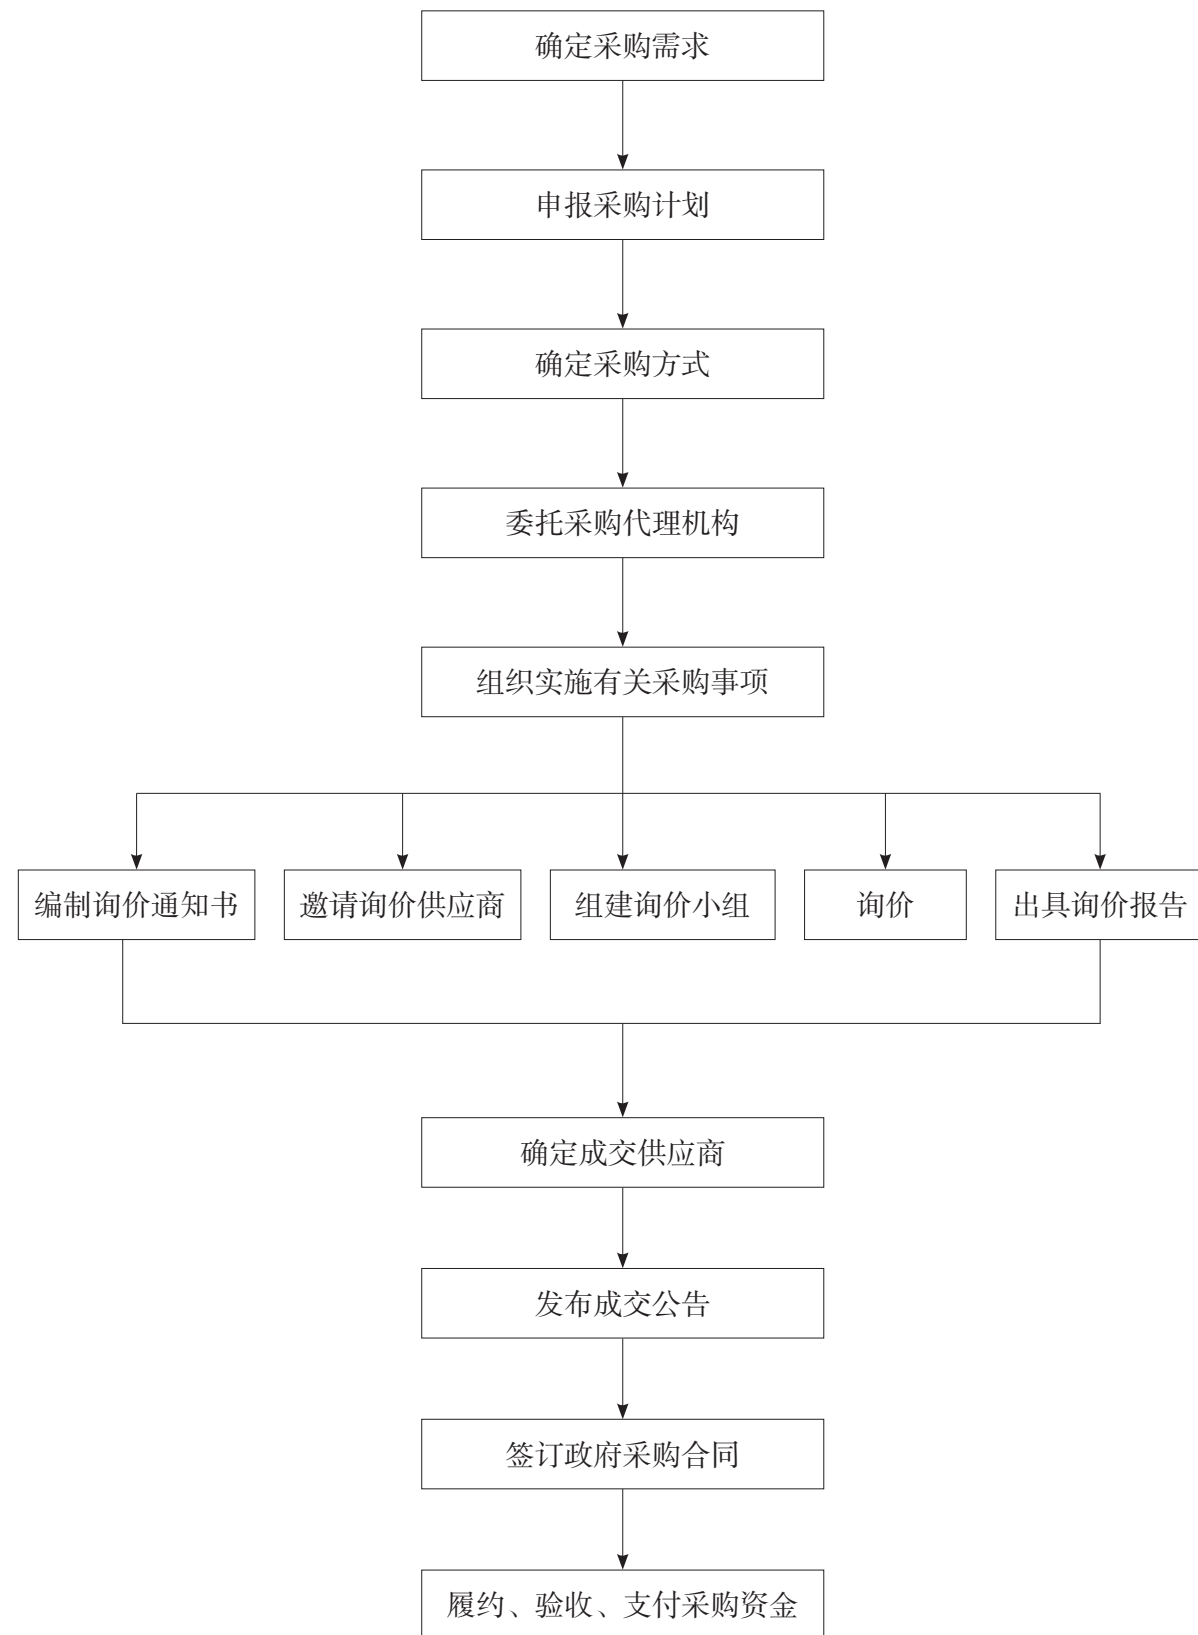 确定采购需求
申报采购计划
确定采购方式
委托采购代理机构
组织实施有关采购事项
编制询价通知书
邀请询价供应商
组建询价小组
询价
出具询价报告
确定成交供应商
发布成交公告
签订政府采购合同
履约、验收、支付采购资金